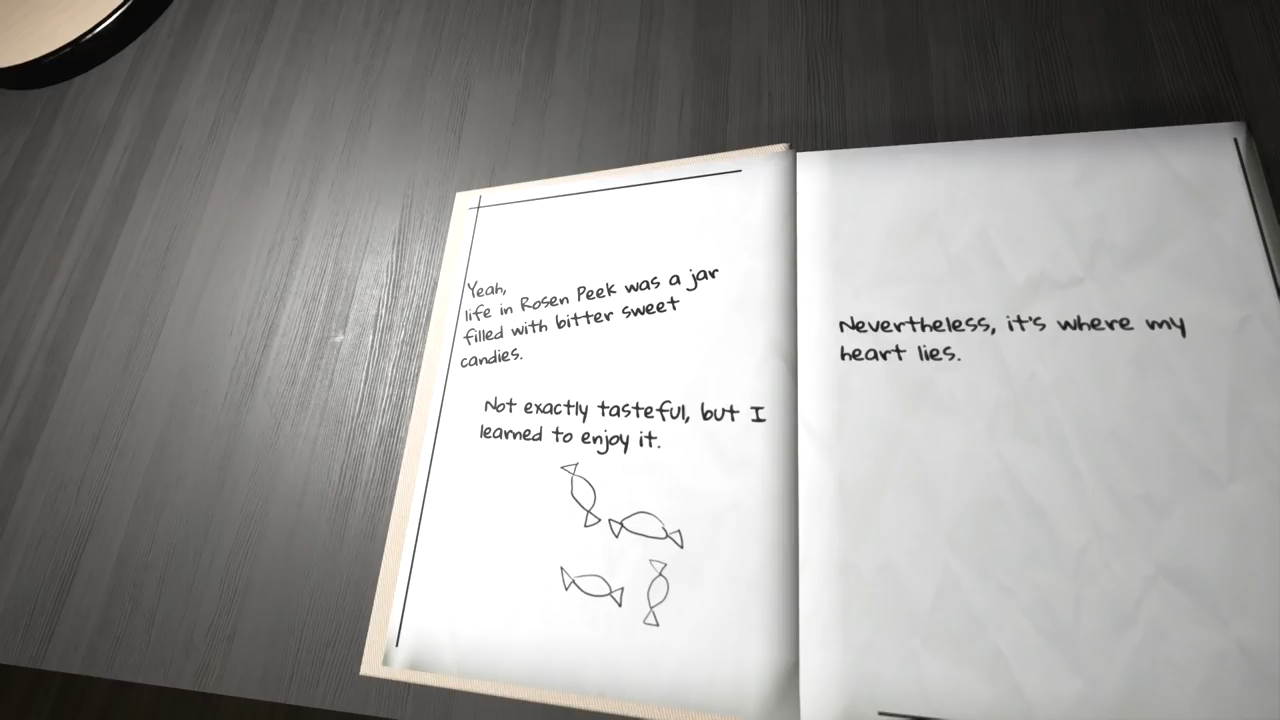 Yeah,
life in Rosen Peek was a jar
filled with bitter sweet
candies.
Not exactly tasteful, but I
learned to enjoy it.
Nevertheless, it's where my
heart lies.